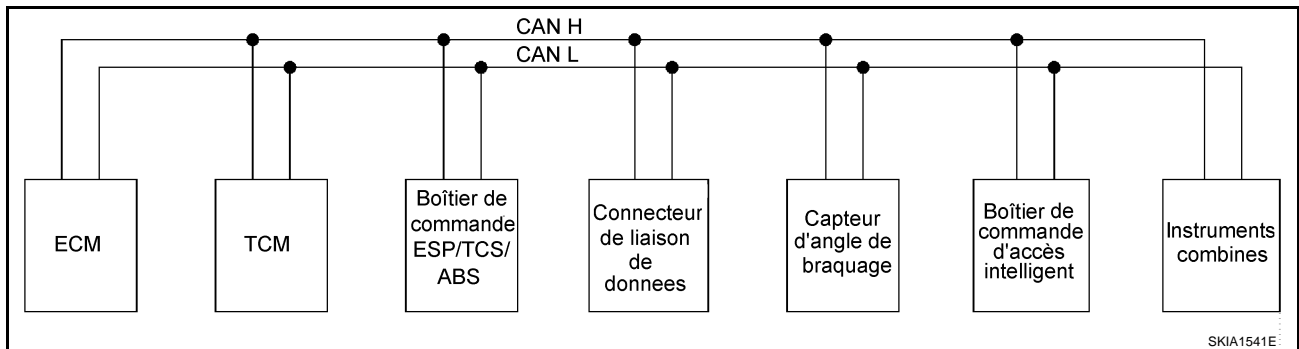 CAN H
CAN L
ECM
TCM
Boîtier de
commande
ESP/TCS/
ABS
Connecteur
de liaison
de
donnees
Capteur
d'angle de
braquage
Boîtier de
commande
d'accès
intelligent
Instruments
combines
SKIA1541E